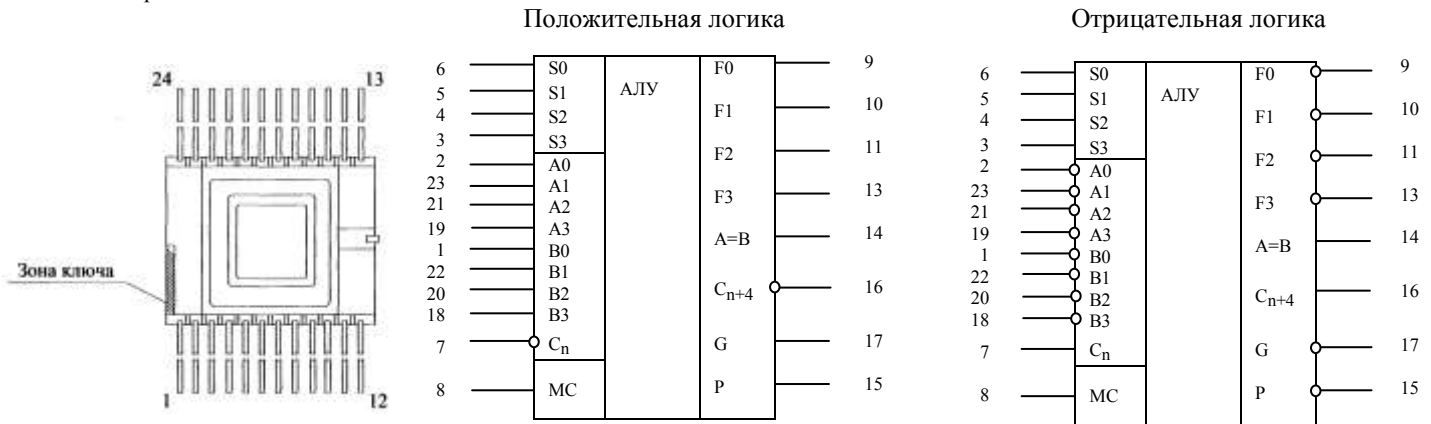 Положительная логика
Отрицательная логика
24 13
Зона ключа
1 12
6 S0 АЛУ F0 9
5 S1
4 S2 F1 10
3 S3
2 A0 F2 11
23 A1
21 A2 F3 13
19 A3
1 B0 A=B 14
22 B1
20 B2 Cn+4 16
18 B3
7 Cn G 17
8 MC P 15
6 S0 АЛУ F0 9
5 S1
4 S2 F1 10
3 S3
2 A0 F2 11
23 A1
21 A2 F3 13
19 A3
1 B0 A=B 14
22 B1
20 B2 Cn+4 16
18 B3
7 Cn G 17
8 MC P 15